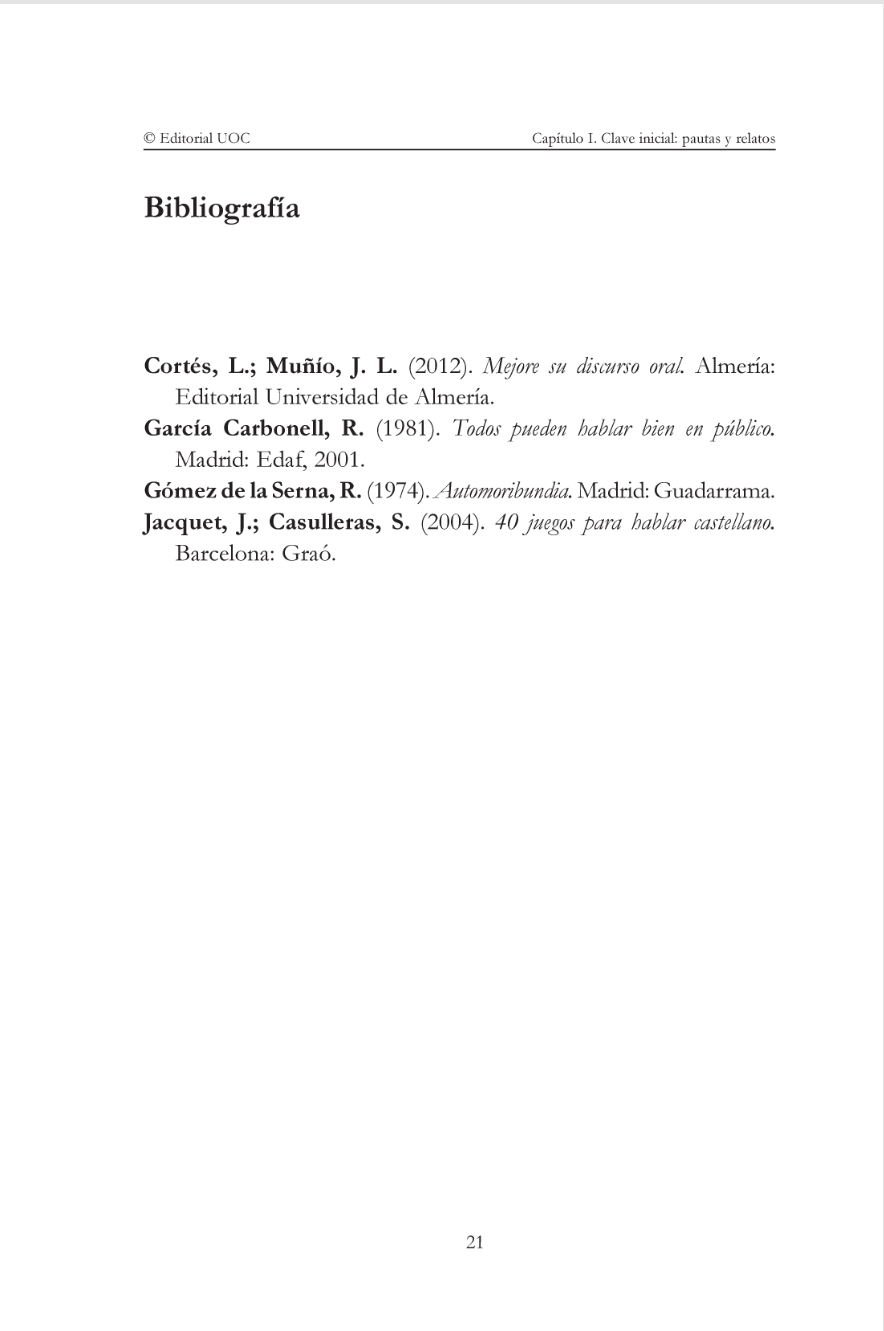 © Editorial UOC Capítulo I. Clave inicial: pautas y relatos
Bibliografía
Cortés, L.; Muñío, J. L. (2012). Mejore su discurso oral. Almería:
Editorial Universidad de Almería.
García Carbonell, R. (1981). Todos pueden hablar bien en público.
Madrid: Edaf, 2001.
Gómez de la Serna, R. (1974). Automoribundia. Madrid: Guadarrama.
Jacquet, J.; Casulleras, S. (2004). 40 juegos para hablar castellano.
Barcelona: Graó.
21